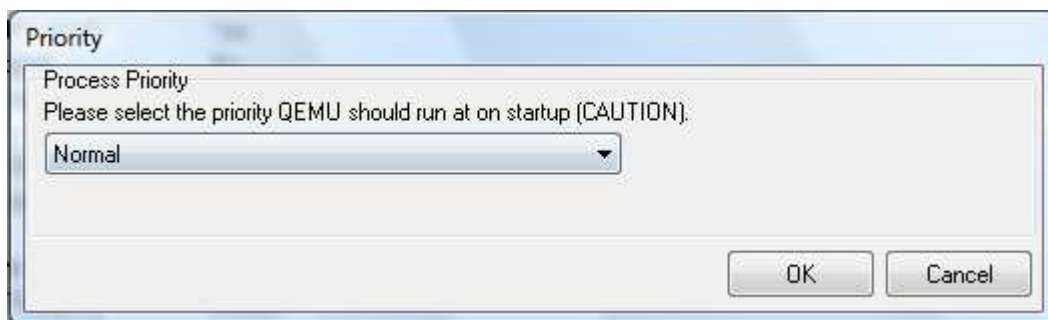 Priority
Process Priority
Please select the priority QEMU should run at on startup (CAUTION).
Normal
OK
Cancel